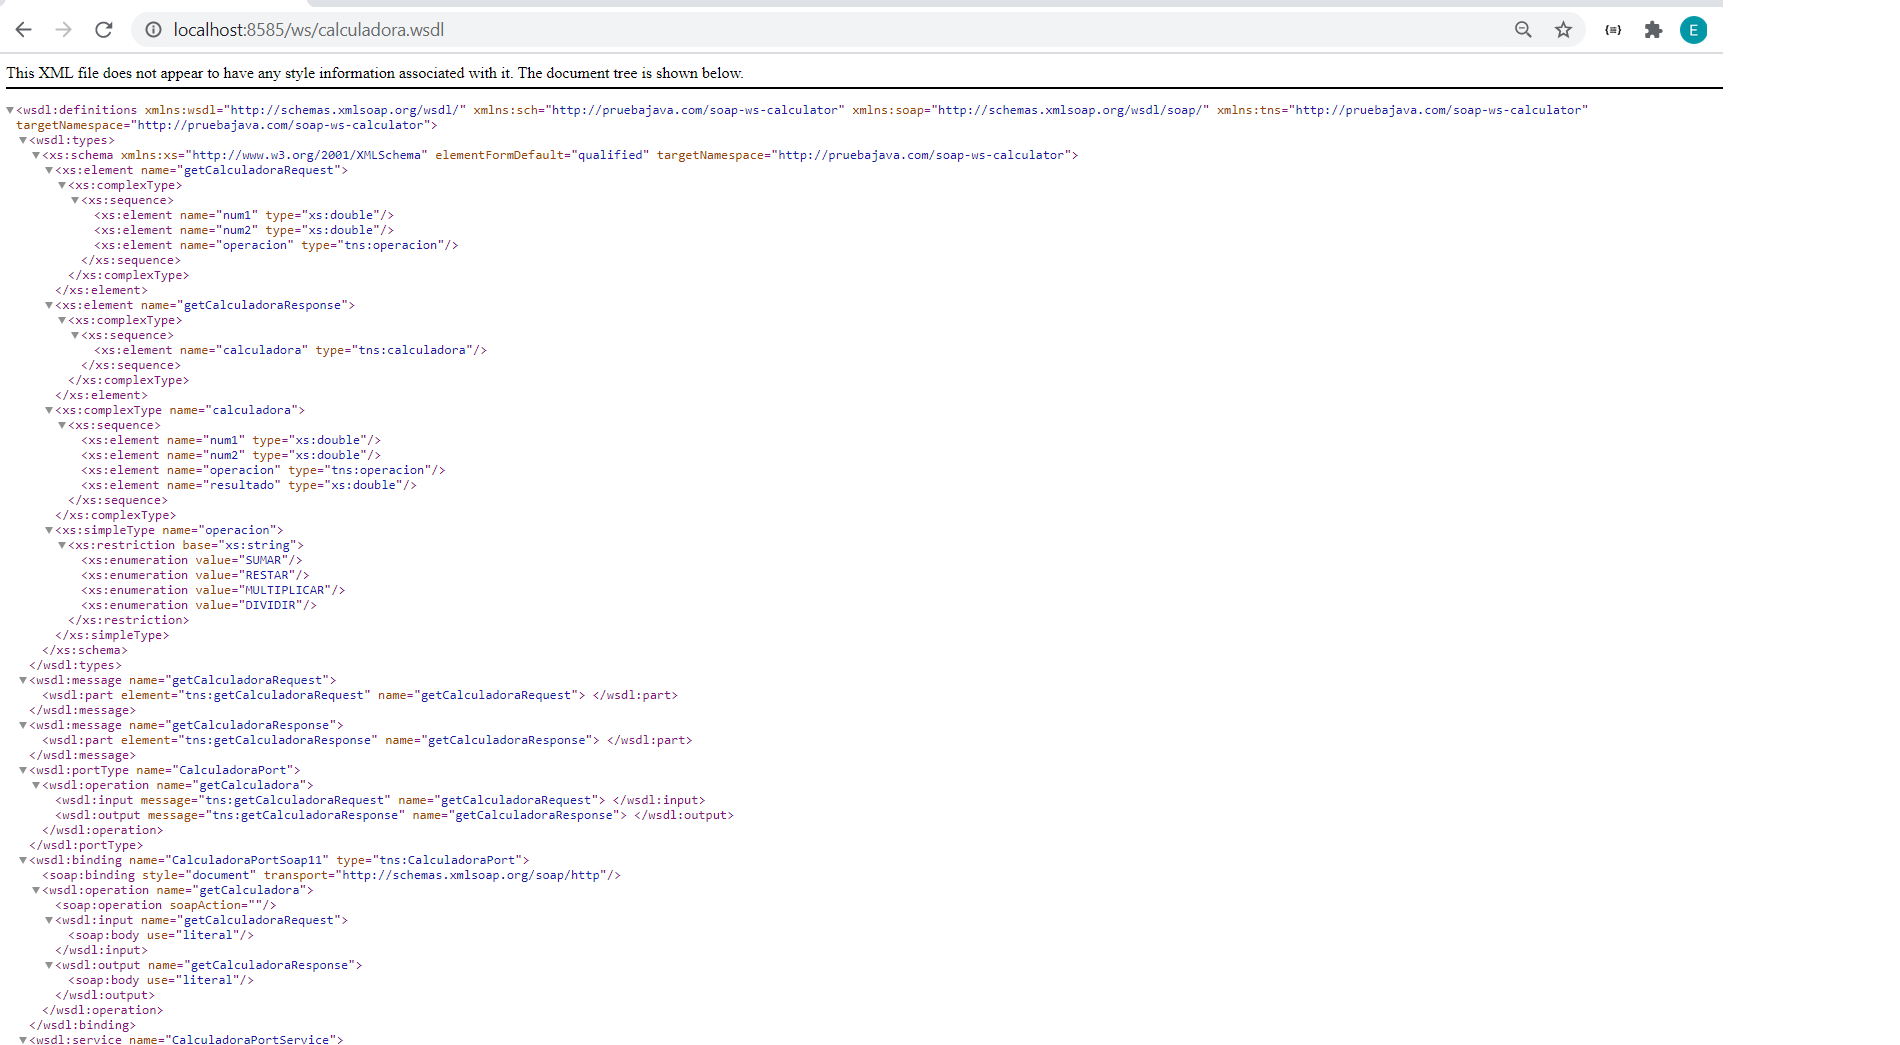 localhost:8585/ws/calculadora.wsdl
E
This XML file does not appear to have any style information associated with it. The document tree is shown below.
▼<wsdl:definitions xmlns:wsdl="http://schemas.xmlsoap.org/wsdl/" xmlns:sch="http://pruebajava.com/soap-ws-calculator" xmlns:soap="http://schemas.xmlsoap.org/wsdl/soap/" xmlns:tns="http://pruebajava.com/soap-ws-calculator"
targetNamespace="http://pruebajava.com/soap-ws-calculator">
▼<wsdl:types>
▼<xs:schema xmlns:xs="http://www.w3.org/2001/XMLSchema" elementFormDefault="qualified" targetNamespace="http://pruebajava.com/soap-ws-calculator">
▼<xs:element name="getCalculadoraRequest">
▼<xs:complexType>
▼<xs:sequence>
<xs:element name="num1" type="xs:double"/>
<xs:element name="num2" type="xs:double"/>
<xs:element name="operacion" type="tns:operacion"/>
</xs:sequence>
</xs:complexType>
</xs:element>
▼<xs:element name="getCalculadoraResponse">
▼<xs:complexType>
▼<xs:sequence>
<xs:element name="calculadora" type="tns:calculadora"/>
</xs:sequence>
</xs:complexType>
</xs:element>
▼<xs:complexType name="calculadora">
▼<xs:sequence>
<xs:element name="num1" type="xs:double"/>
<xs:element name="num2" type="xs:double"/>
<xs:element name="operacion" type="tns:operacion"/>
<xs:element name="resultado" type="xs:double"/>
</xs:sequence>
</xs:complexType>
▼<xs:simpleType name="operacion">
▼<xs:restriction base="xs:string">
<xs:enumeration value="SUMAR"/>
<xs:enumeration value="RESTAR"/>
<xs:enumeration value="MULTIPLICAR"/>
<xs:enumeration value="DIVIDIR"/>
</xs:restriction>
</xs:simpleType>
</xs:schema>
</wsdl:types>
▼<wsdl:message name="getCalculadoraRequest">
<wsdl:part element="tns:getCalculadoraRequest" name="getCalculadoraRequest"> </wsdl:part>
</wsdl:message>
▼<wsdl:message name="getCalculadoraResponse">
<wsdl:part element="tns:getCalculadoraResponse" name="getCalculadoraResponse"> </wsdl:part>
</wsdl:message>
▼<wsdl:portType name="CalculadoraPort">
▼<wsdl:operation name="getCalculadora">
<wsdl:input message="tns:getCalculadoraRequest" name="getCalculadoraRequest"> </wsdl:input>
<wsdl:output message="tns:getCalculadoraResponse" name="getCalculadoraResponse"> </wsdl:output>
</wsdl:operation>
</wsdl:portType>
▼<wsdl:binding name="CalculadoraPortSoap11" type="tns:CalculadoraPort">
<soap:binding style="document" transport="http://schemas.xmlsoap.org/soap/http"/>
▼<wsdl:operation name="getCalculadora">
<soap:operation soapAction=""/>
▼<wsdl:input name="getCalculadoraRequest">
<soap:body use="literal"/>
</wsdl:input>
▼<wsdl:output name="getCalculadoraResponse">
<soap:body use="literal"/>
</wsdl:output>
</wsdl:operation>
</wsdl:binding>
▼<wsdl:service name="CalculadoraPortService">